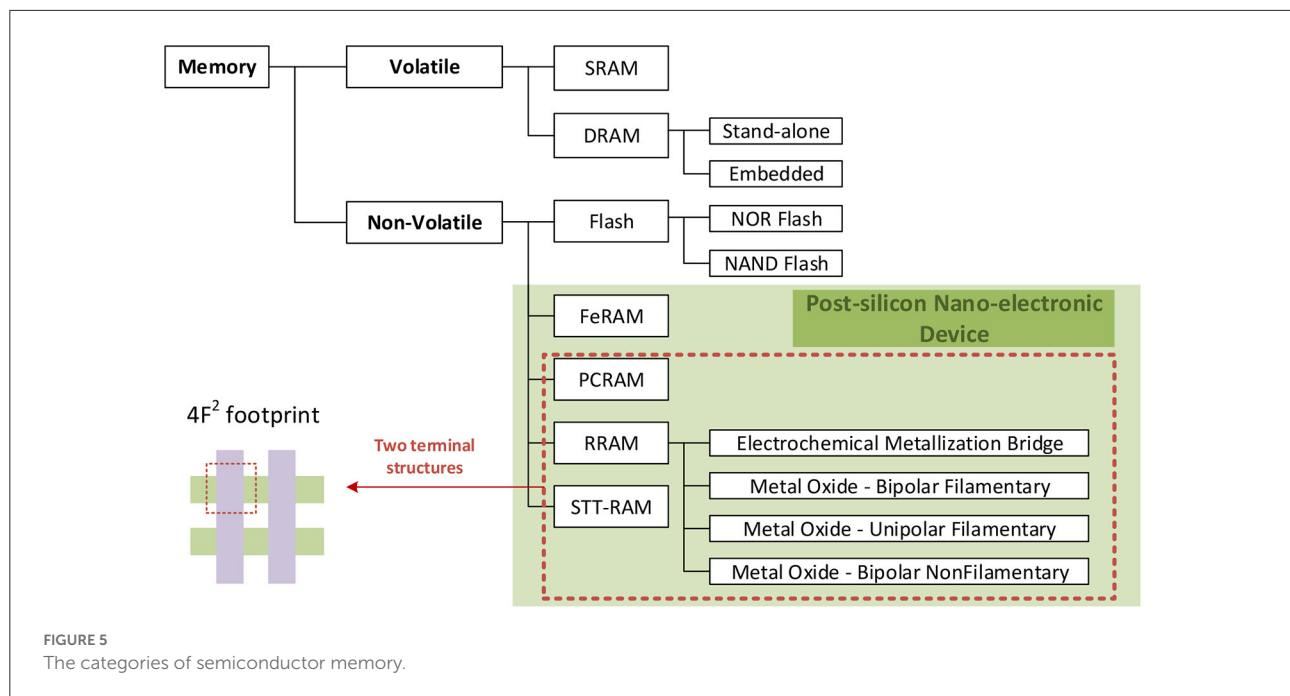 Memory
Volatile
SRAM
DRAM
Stand-alone
Embedded
Non-Volatile
Flash
NOR Flash
NAND Flash
Post-silicon Nano-electronic
Device
FeRAM
PCRAM
4F² footprint
Two terminal
structures
RRAM
Electrochemical Metallization Bridge
Metal Oxide - Bipolar Filamentary
STT-RAM
Metal Oxide - Unipolar Filamentary
Metal Oxide - Bipolar NonFilamentary
FIGURE 5
The categories of semiconductor memory.